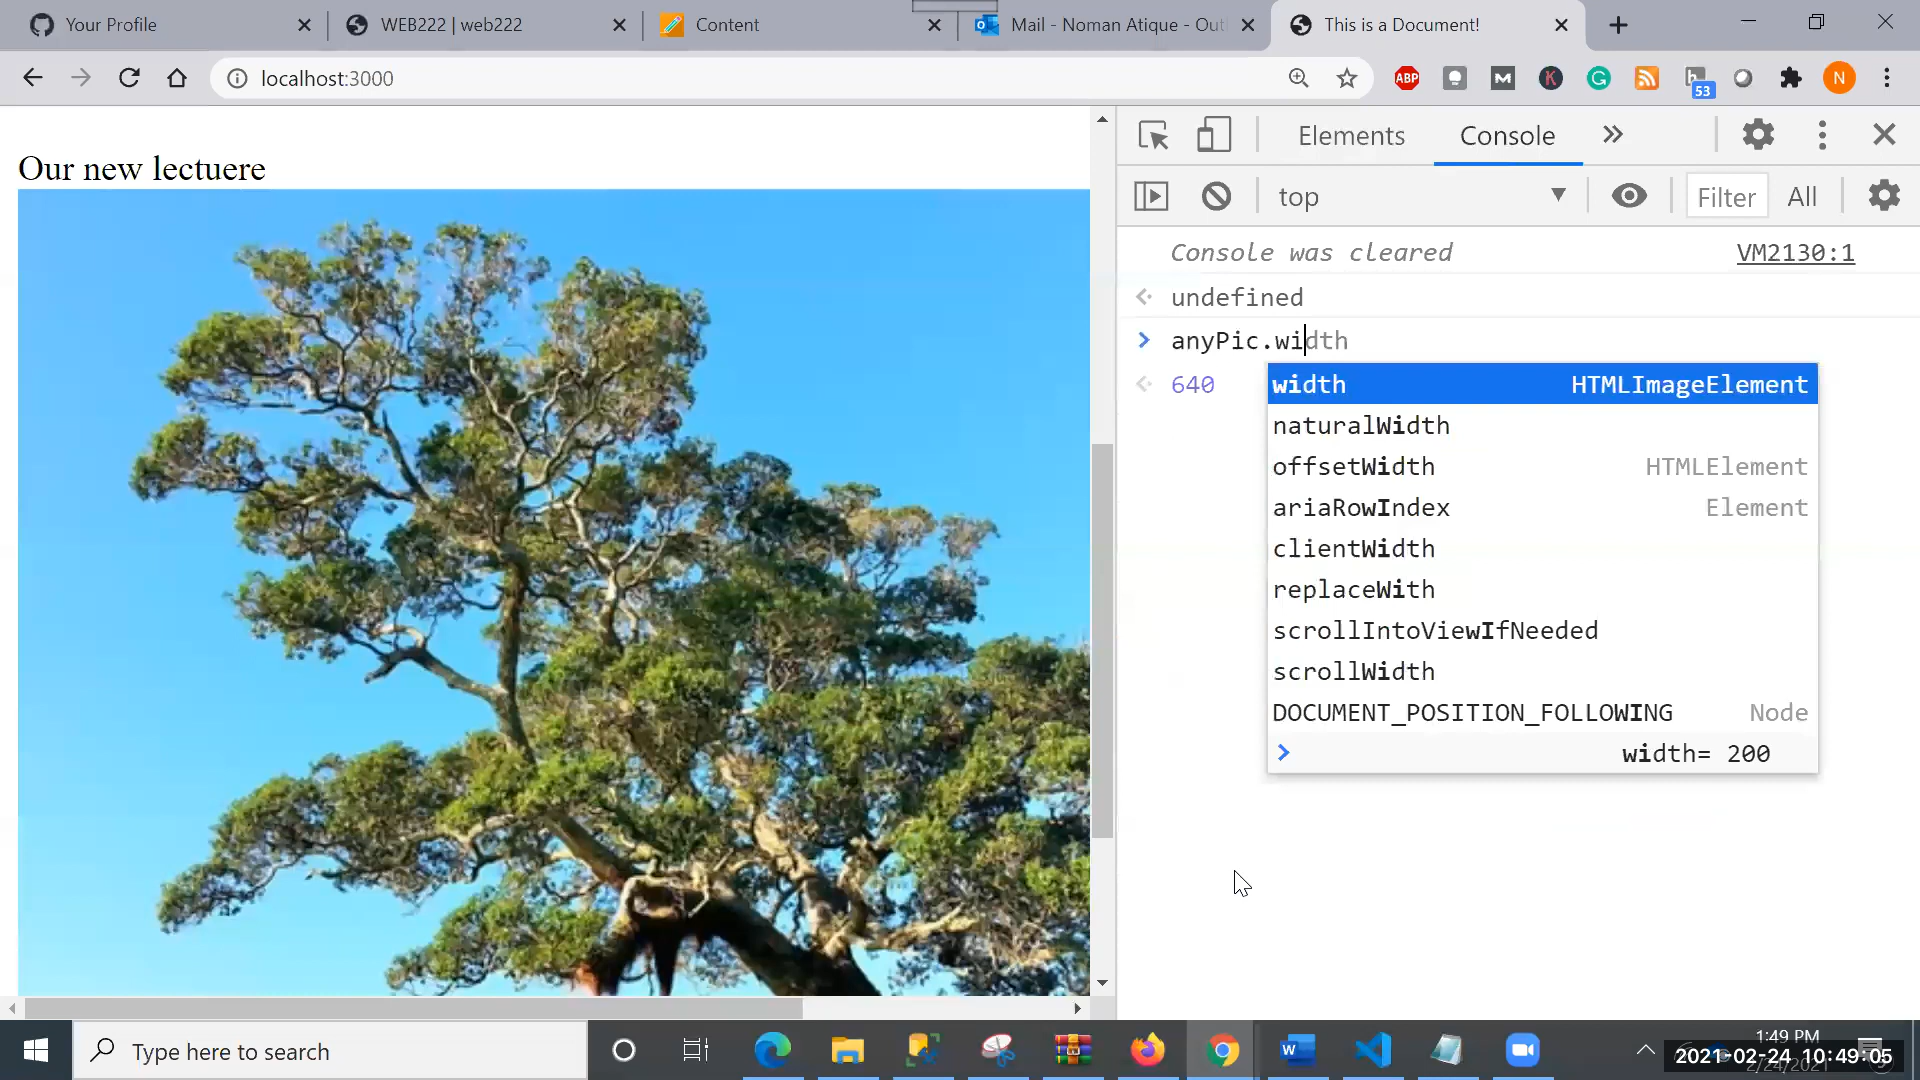 Your Profile
WEB222 | web222
Content
Mail - Noman Atique - Out
This is a Document!
localhost:3000
ABP
M
K
G
53
N
Our new lectuere
Elements
Console
top
Filter
All
Console was cleared
VM2130:1
undefined
anyPic.width
640
width HTMLImageElement
naturalWidth
offsetWidth HTMLElement
ariaRowIndex Element
clientWidth
replaceWith
scrollIntoViewIfNeeded
scrollWidth
DOCUMENT_POSITION_FOLLOWING Node
width= 200
Type here to search
1:49 PM
2021-02-24 10:49:05